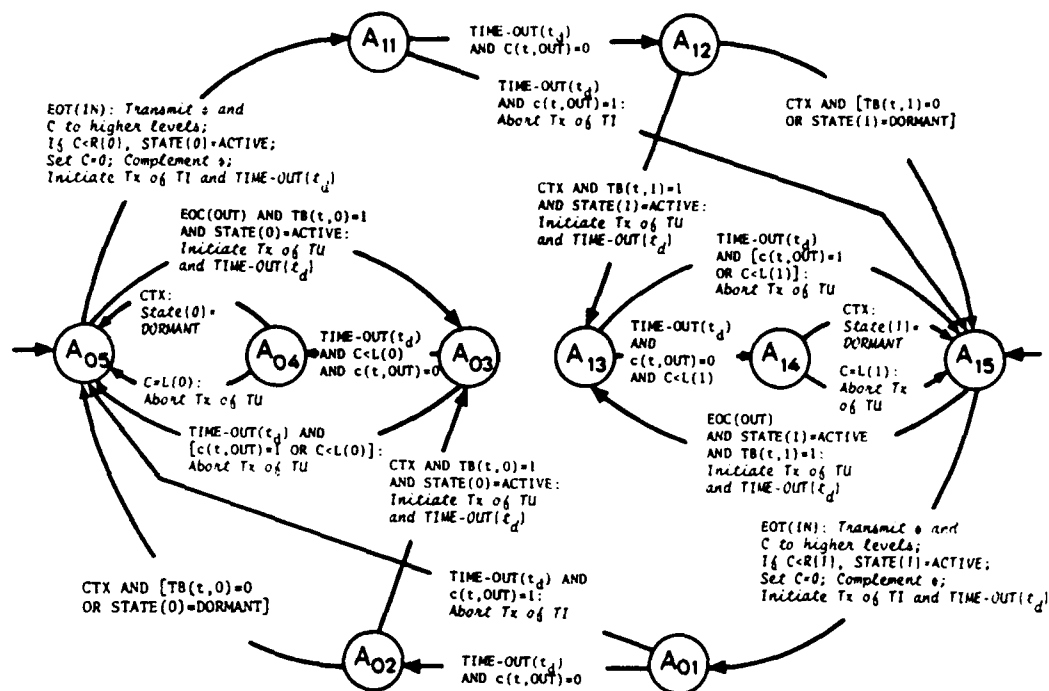 A11
TIME-OUT(td)
AND C(t,OUT)=0
A12
TIME-OUT(td)
AND c(t,OUT)=1:
Abort Tx of TI
CTX AND [TB(t,1)=0
OR STATE(1)=DORMANT]
EOT(IN): Transmit s and
C to higher levels;
If C<R(0), STATE(0)=ACTIVE;
Set C=0; Complement s;
Initiate Tx of TI and TIME-OUT(td)
CTX AND TB(t,1)=1
AND STATE(1)=ACTIVE:
Initiate Tx of TU
and TIME-OUT(td)
EOC(OUT) AND TB(t,0)=1
AND STATE(0)=ACTIVE:
Initiate Tx of TU
and TIME-OUT(td)
TIME-OUT(td)
AND [c(t,OUT)=1
OR C<L(1)]:
Abort Tx of TU
CTX:
State(0)=
DORMANT
CTX:
State(1)=
DORMANT
A05
A04
TIME-OUT(td)
AND C<L(0)
AND c(t,OUT)=0
A03
A13
TIME-OUT(td)
AND
c(t,OUT)=0
AND C<L(1)
A14
A15
C=L(0):
Abort Tx of TU
C=L(1):
Abort Tx
of TU
TIME-OUT(td) AND
[c(t,OUT)=1 OR C<L(0)]:
Abort Tx of TU
EOC(OUT)
AND STATE(1)=ACTIVE
AND TB(t,1)=1:
Initiate Tx of TU
and TIME-OUT(td)
CTX AND TB(t,0)=1
AND STATE(0)=ACTIVE:
Initiate Tx of TU
and TIME-OUT(td)
EOT(IN): Transmit s and
C to higher levels;
If C<R(1), STATE(1)=ACTIVE;
Set C=0; Complement s;
Initiate Tx of TI and TIME-OUT(td)
CTX AND [TB(t,0)=0
OR STATE(0)=DORMANT]
TIME-OUT(td) AND
c(t,OUT)=1:
Abort Tx of TI
A02
TIME-OUT(td)
AND c(t,OUT)=0
A01